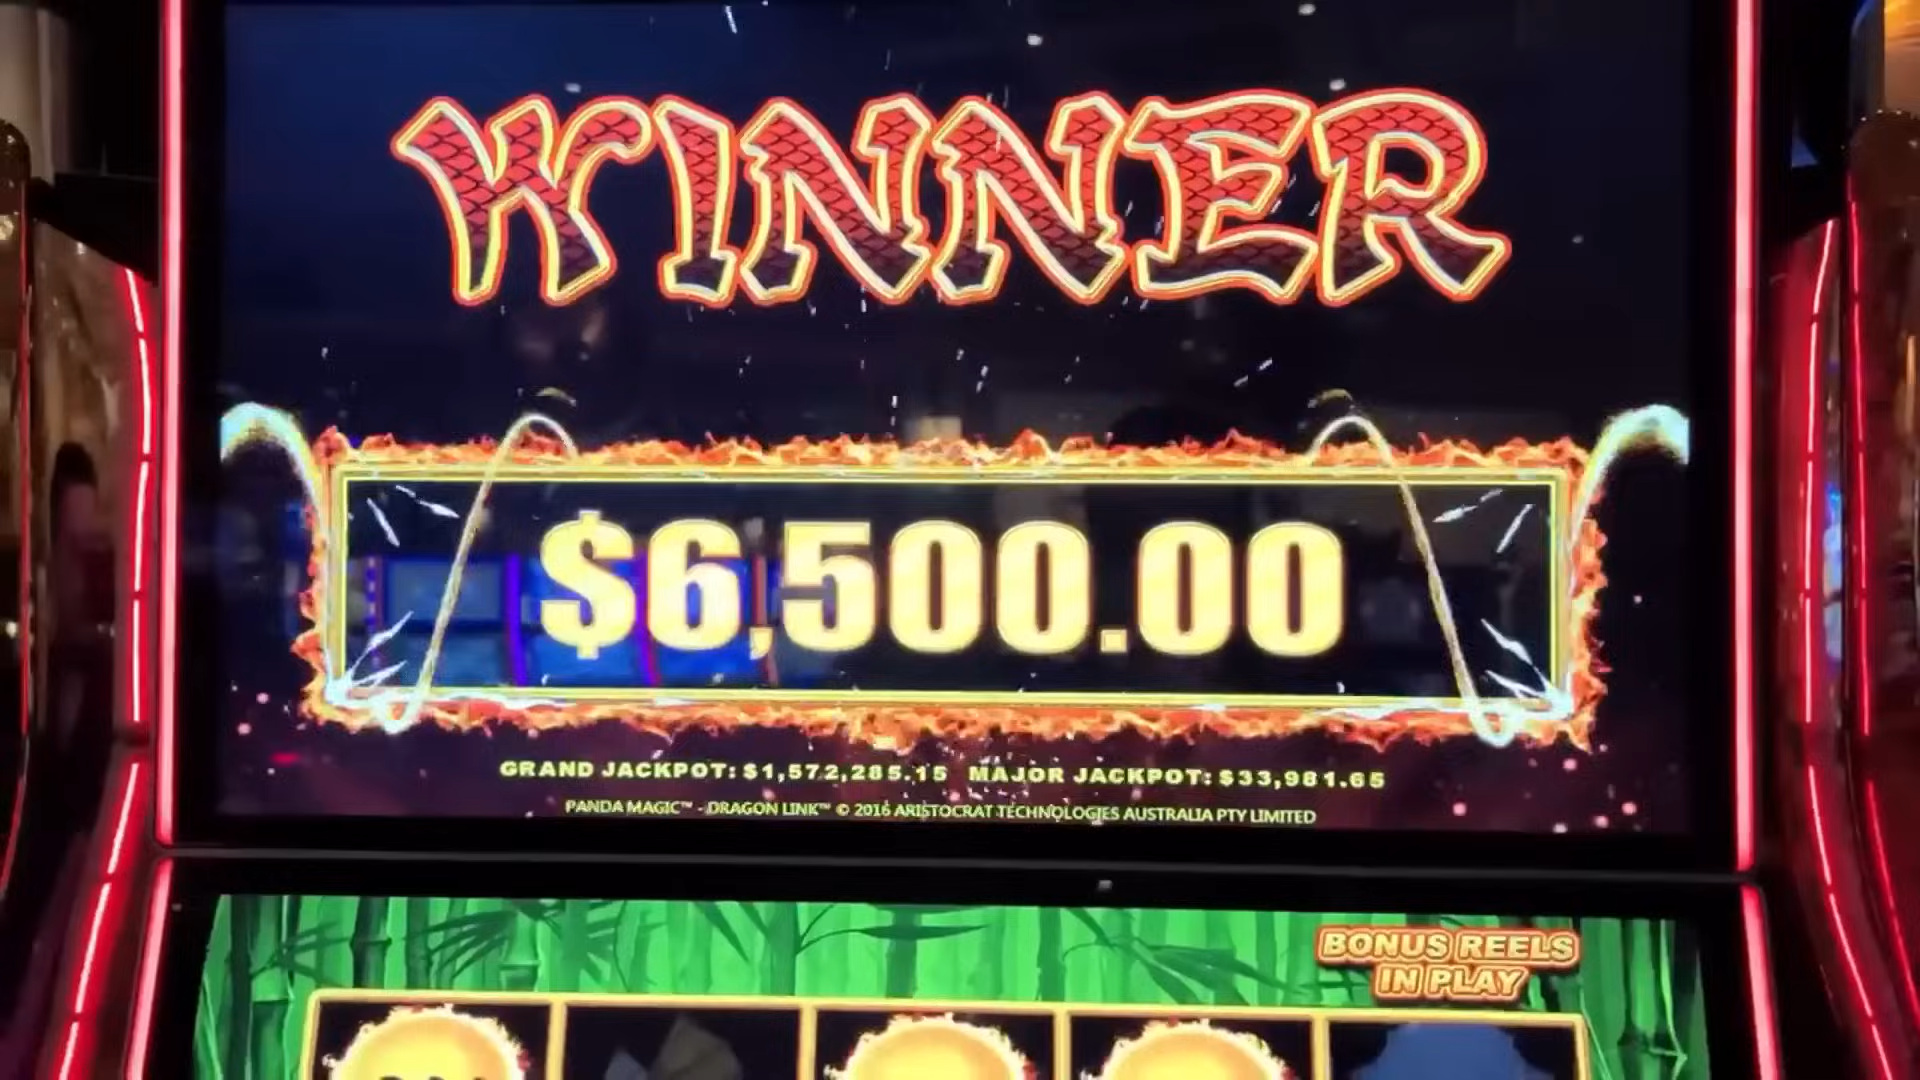 WINNER
$6,500.00
GRAND JACKPOT: $1,572,285.15 MAJOR JACKPOT: $33,981.65
PANDA MAGIC™ - DRAGON LINK™ © 2016 ARISTOCRAT TECHNOLOGIES AUSTRALIA PTY LIMITED
BONUS REELS
IN PLAY